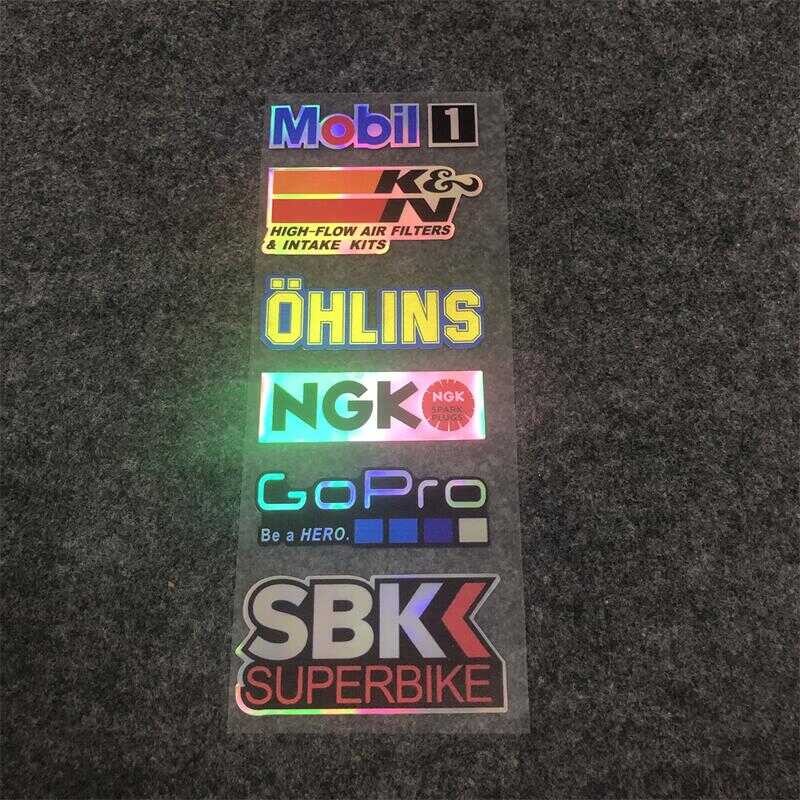 Mobil 1
K&N
HIGH-FLOW AIR FILTERS
& INTAKE KITS
ÖHLINS
NGK
NGK
SPARK
PLUGS
GoPro
Be a HERO.
SBK
SUPERBIKE